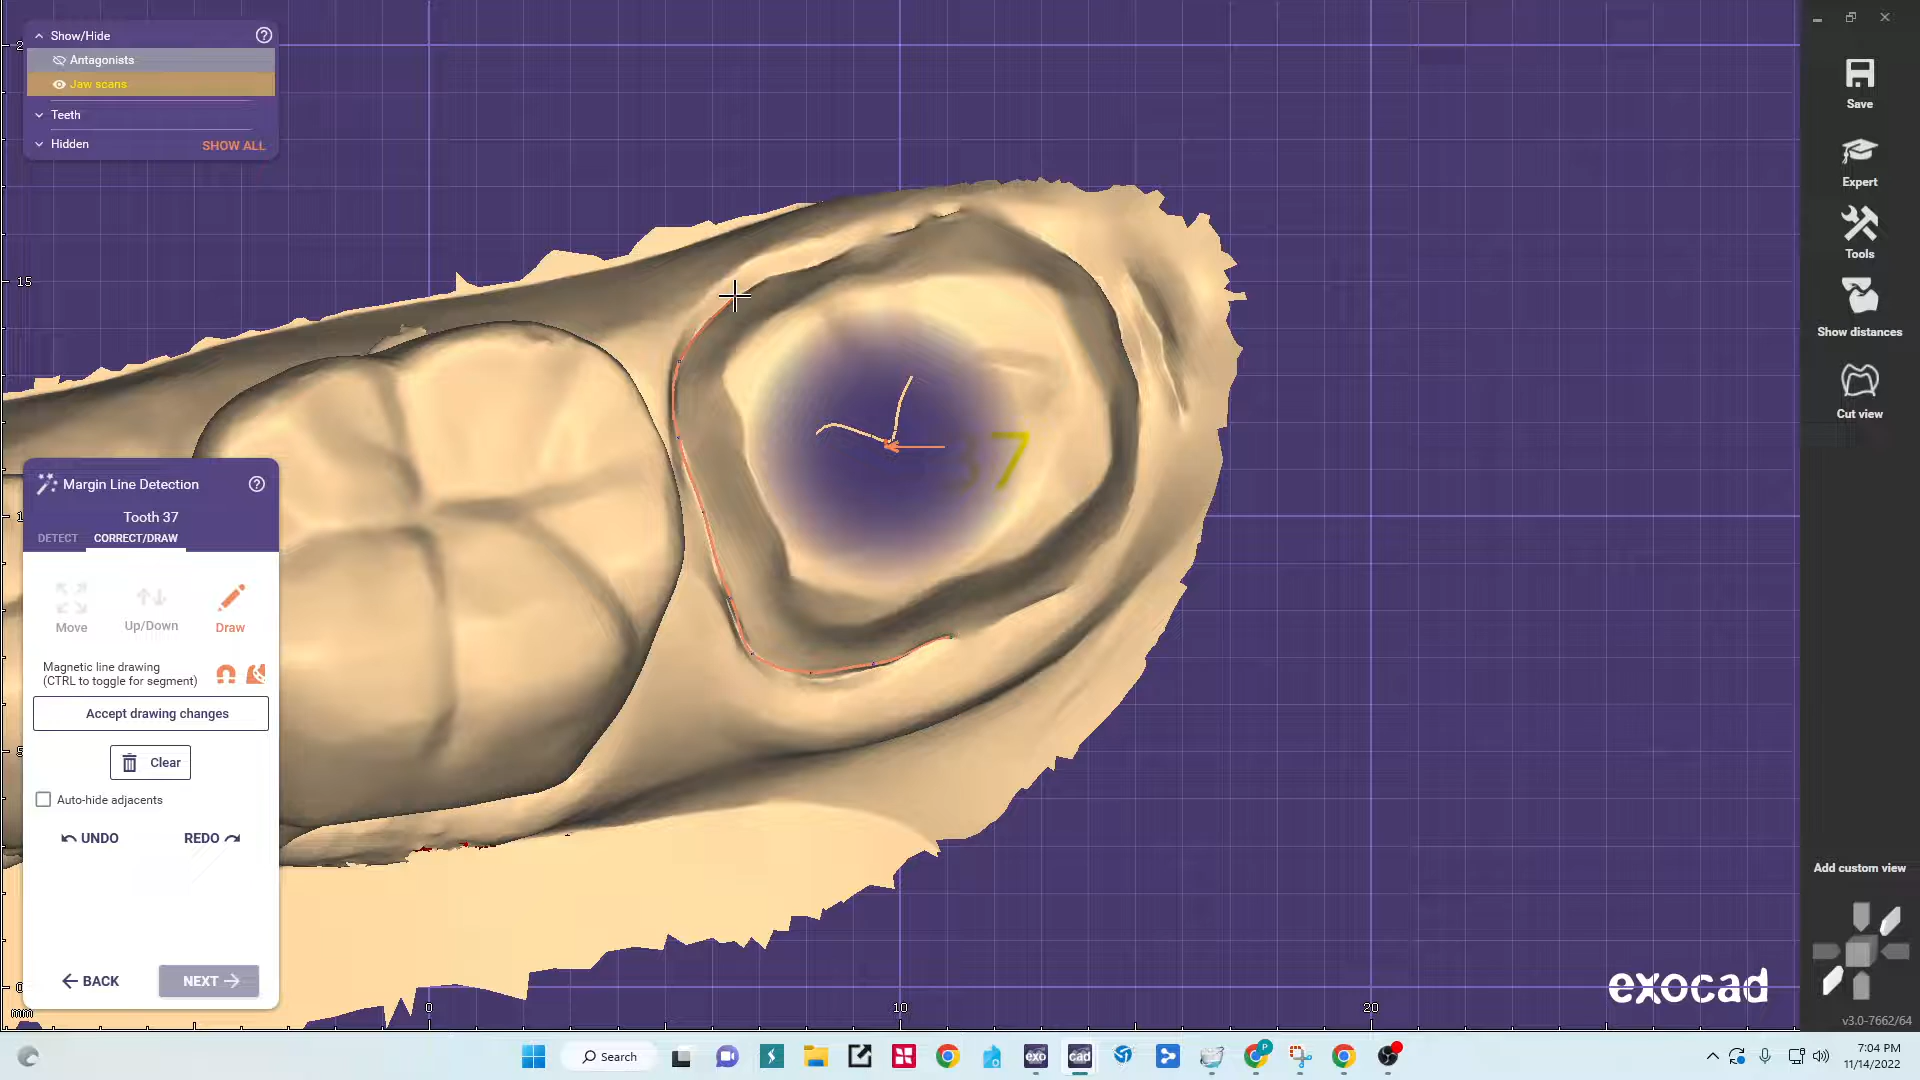 Show/Hide
Antagonists
Jaw scans
Teeth
Hidden SHOW ALL
Margin Line Detection
Tooth 37
DETECT CORRECT/DRAW
Move Up/Down Draw
Magnetic line drawing
(CTRL to toggle for segment)
Accept drawing changes
Clear
Auto-hide adjacents
UNDO REDO
BACK NEXT
15
mm
0 10 20
37
Save
Expert
Tools
Show distances
Cut view
Add custom view
exocad
v3.0-7662/64
Search
exo
cad
P
7:04 PM
11/14/2022